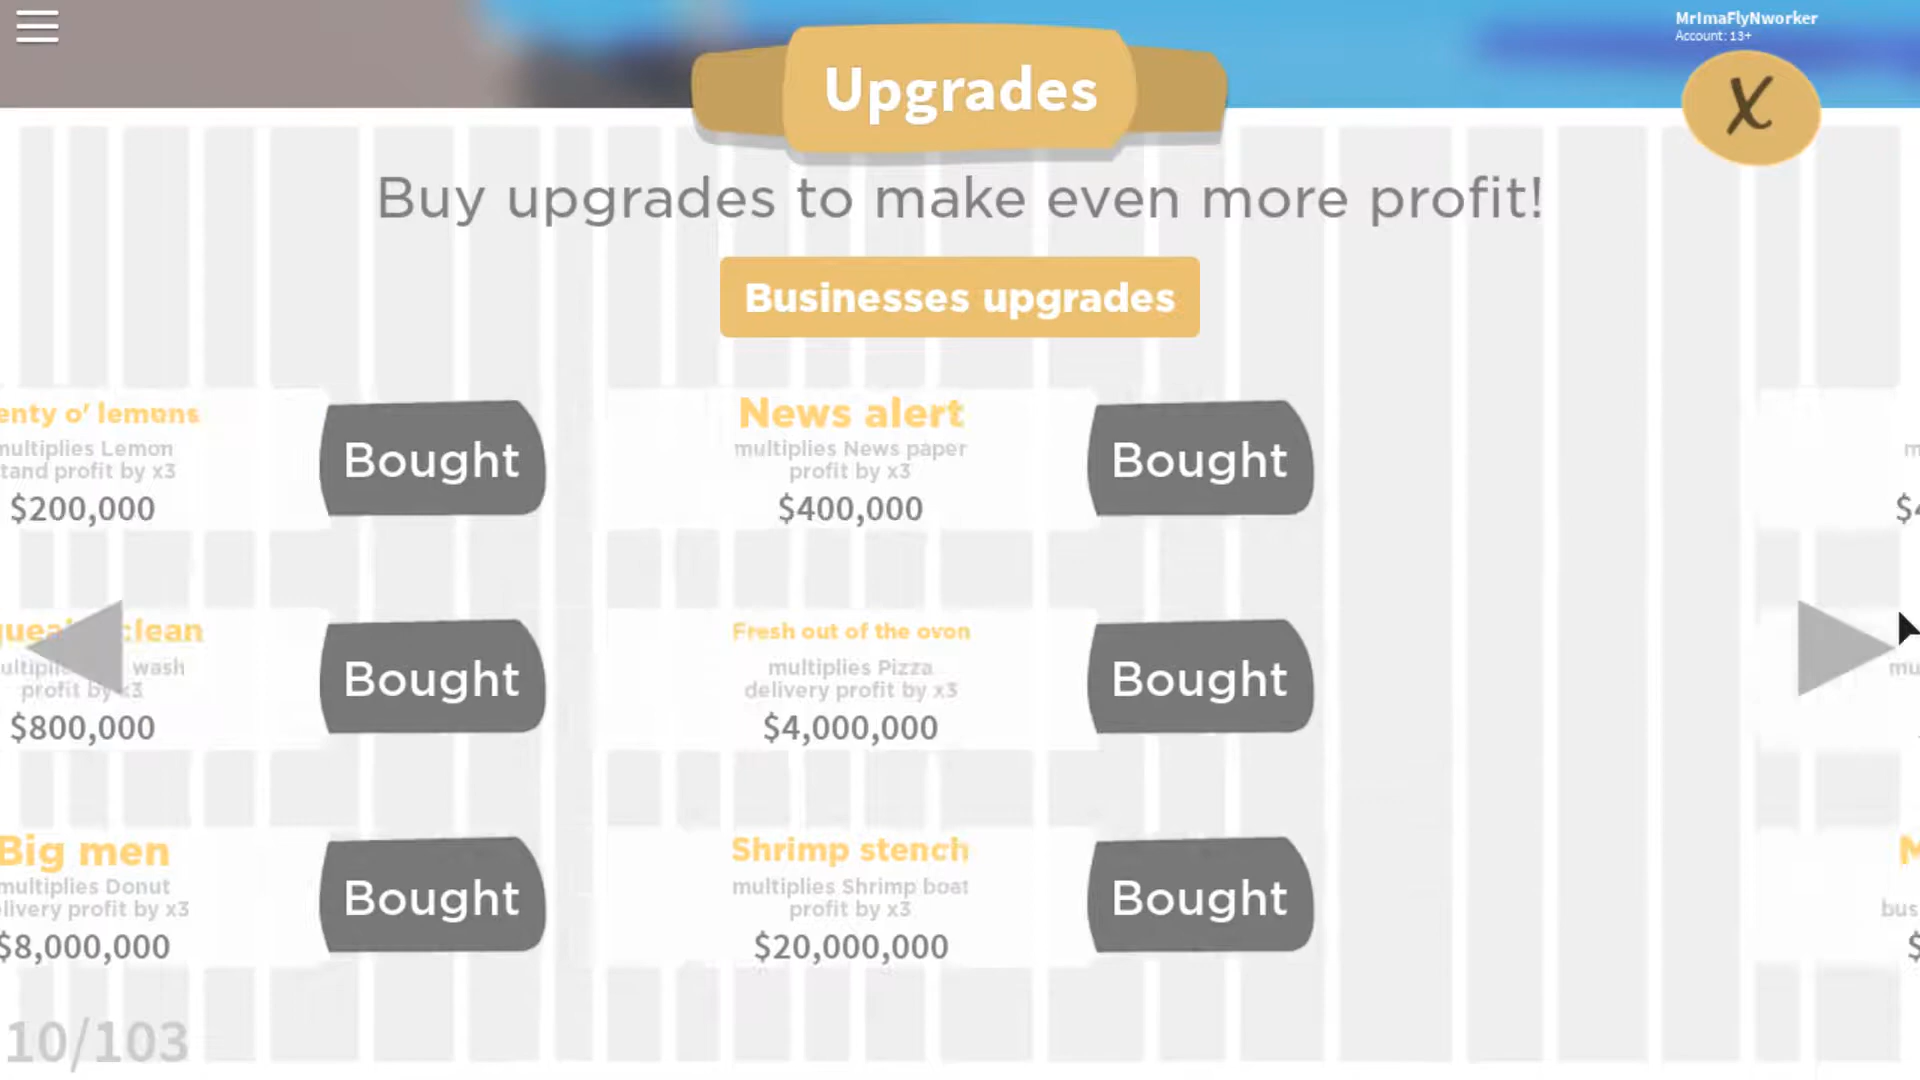 MrImaFlyNworker
Account: 13+
Upgrades
X
Buy upgrades to make even more profit!
Businesses upgrades
enty o' lemons
multiplies Lemon
tand profit by x3
$200,000
Bought
News alert
multiplies News paper
profit by x3
$400,000
Bought
clean
wash
profit by x3
$800,000
Bought
Fresh out of the ovon
multiplies Pizza
delivery profit by x3
$4,000,000
Bought
Big men
multiplies Donut
livery profit by x3
$8,000,000
Bought
Shrimp stench
multiplies Shrimp boat
profit by x3
$20,000,000
Bought
10/103